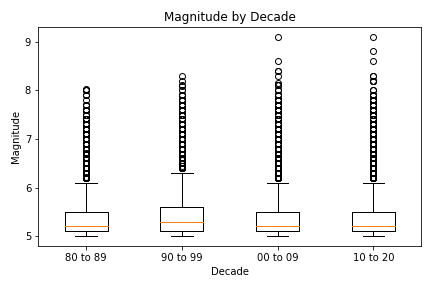 Magnitude by Decade
9
8
7
6
5
Magnitude
80 to 89
90 to 99
00 to 09
10 to 20
Decade